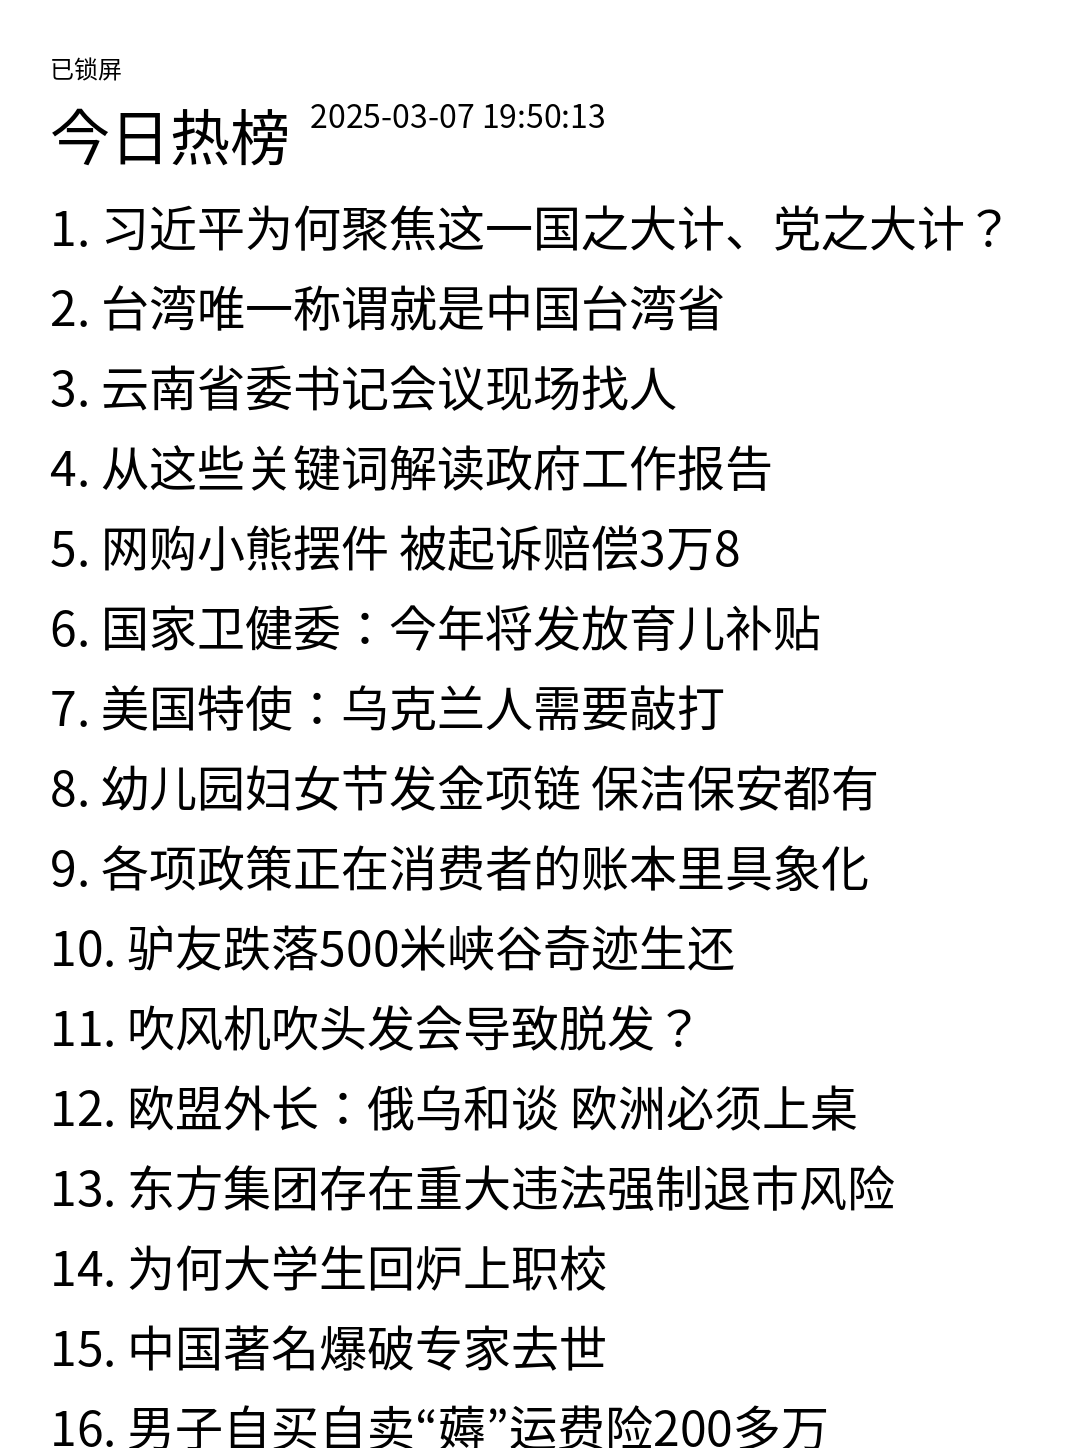 已锁屏
今日热榜 2025-03-07 19:50:13
1. 习近平为何聚焦这一国之大计、党之大计？
2. 台湾唯一称谓就是中国台湾省
3. 云南省委书记会议现场找人
4. 从这些关键词解读政府工作报告
5. 网购小熊摆件 被起诉赔偿3万8
6. 国家卫健委：今年将发放育儿补贴
7. 美国特使：乌克兰人需要敲打
8. 幼儿园妇女节发金项链 保洁保安都有
9. 各项政策正在消费者的账本里具象化
10. 驴友跌落500米峡谷奇迹生还
11. 吹风机吹头发会导致脱发？
12. 欧盟外长：俄乌和谈 欧洲必须上桌
13. 东方集团存在重大违法强制退市风险
14. 为何大学生回炉上职校
15. 中国著名爆破专家去世
16. 男子自买自卖“薅”运费险200多万